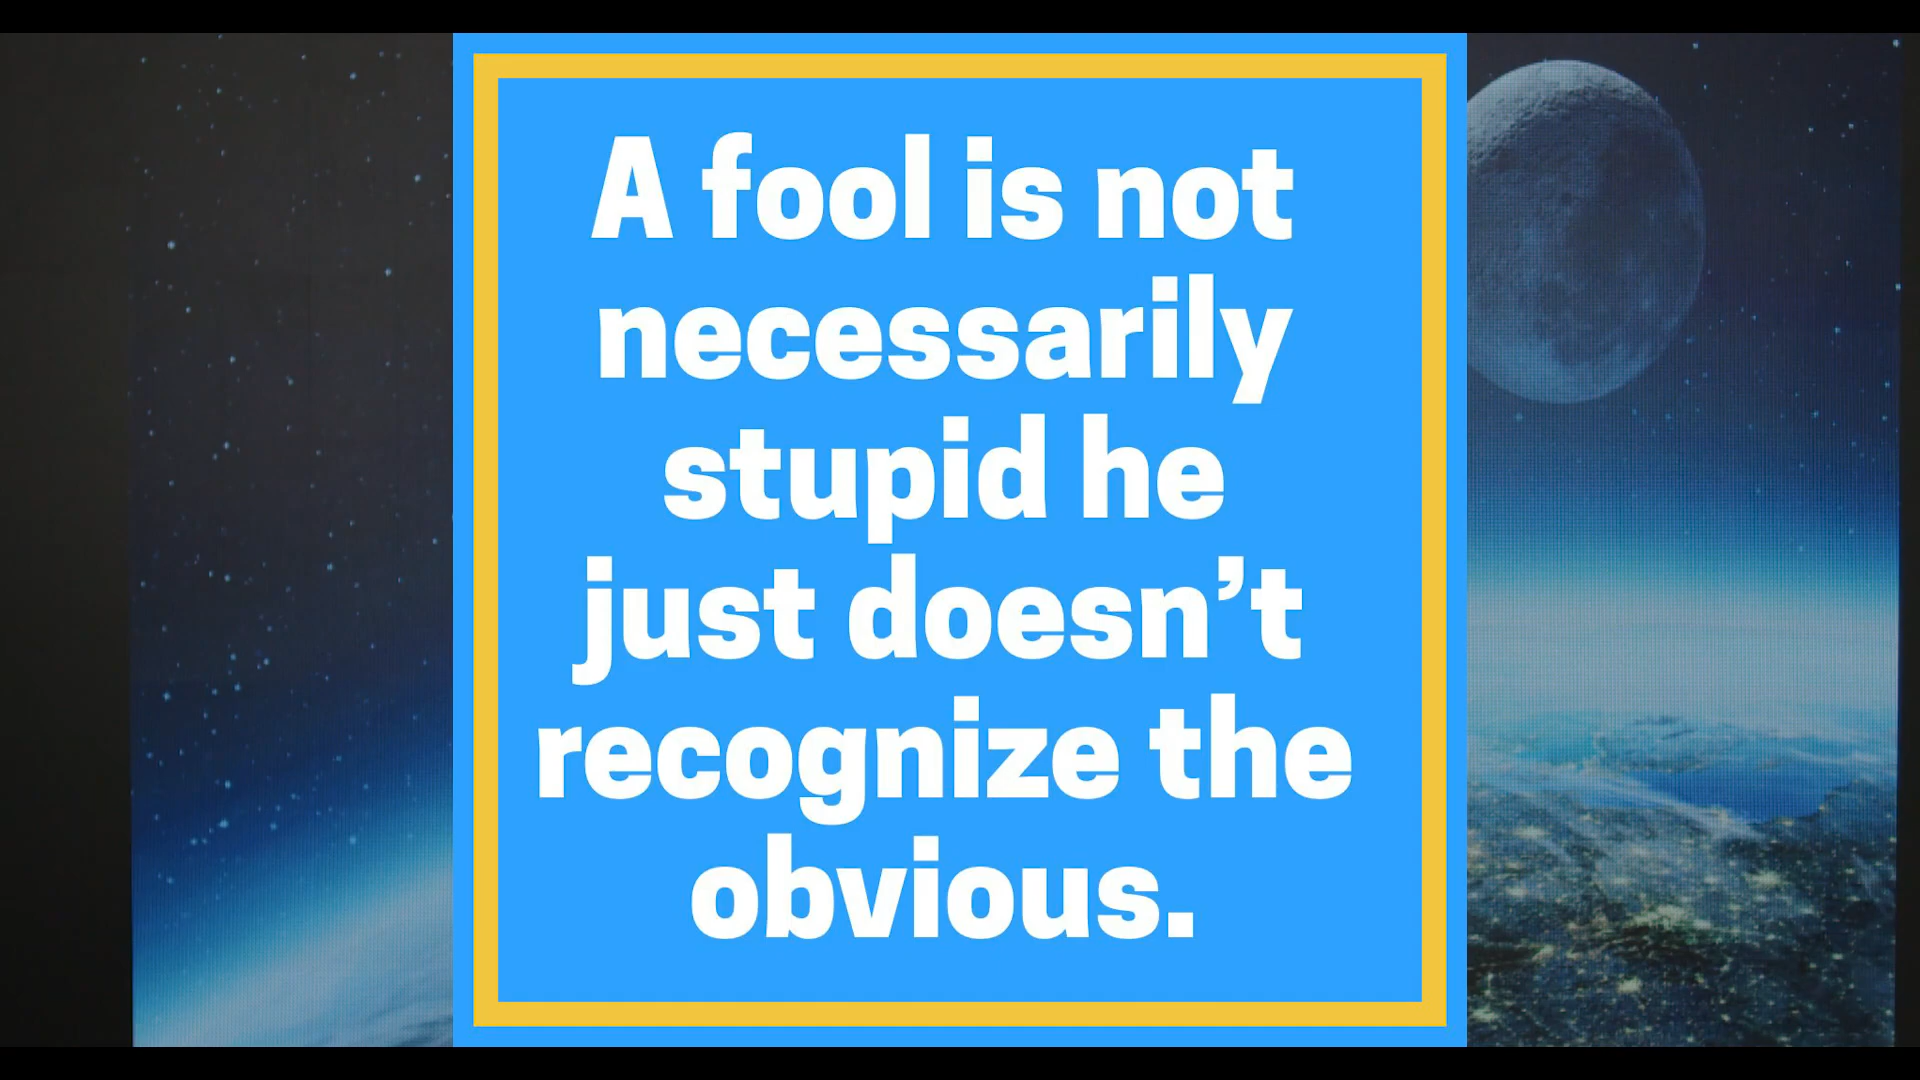 A fool is not
necessarily
stupid he
just doesn’t
recognize the
obvious.